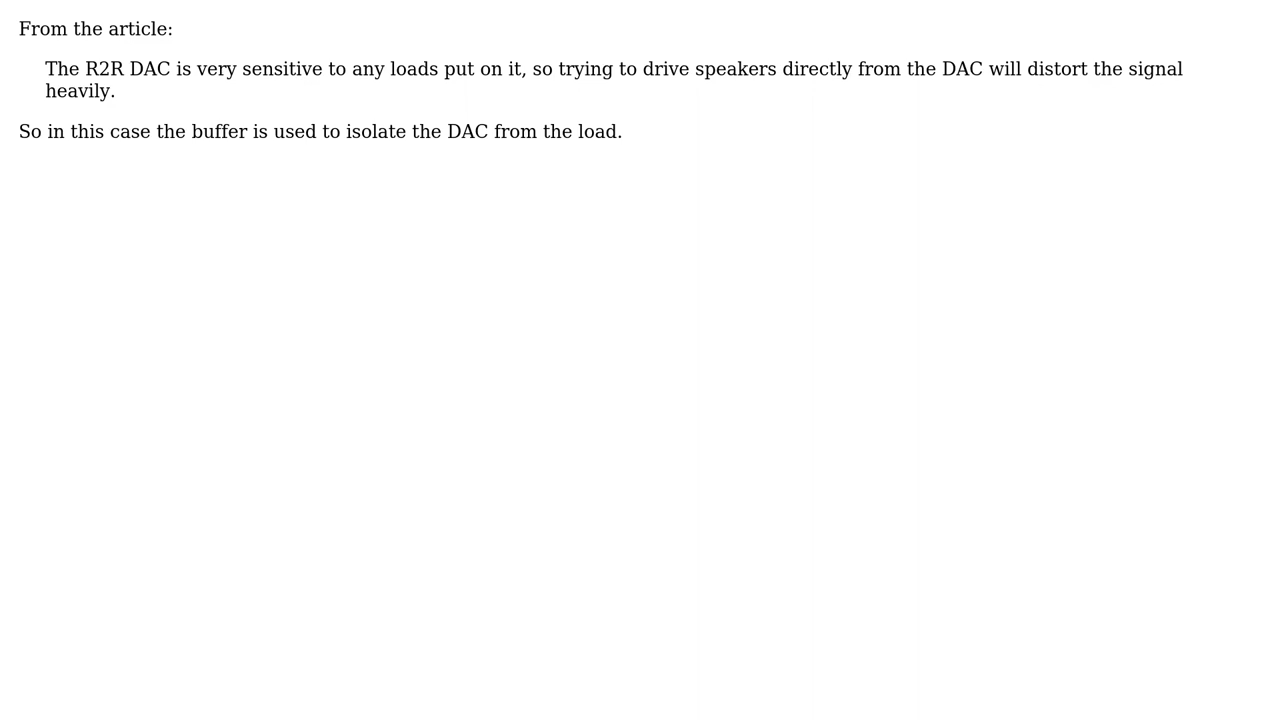 From the article:
The R2R DAC is very sensitive to any loads put on it, so trying to drive speakers directly from the DAC will distort the signal
heavily.
So in this case the buffer is used to isolate the DAC from the load.